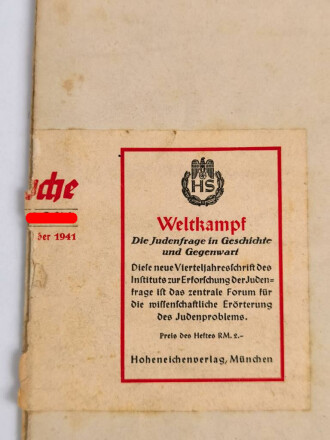 oche
ber 1941
HS
Weltkampf
Die Judenfrage in Geschichte
und Gegenwart
Diese neue Vierteljahresschrift des
Instituts zur Erforschung der Juden=
frage ist das zentrale Forum für
die wissenschaftliche Erörterung
des Judenproblems.
Preis des Heftes RM. 2.-
Hoheneichenverlag, München